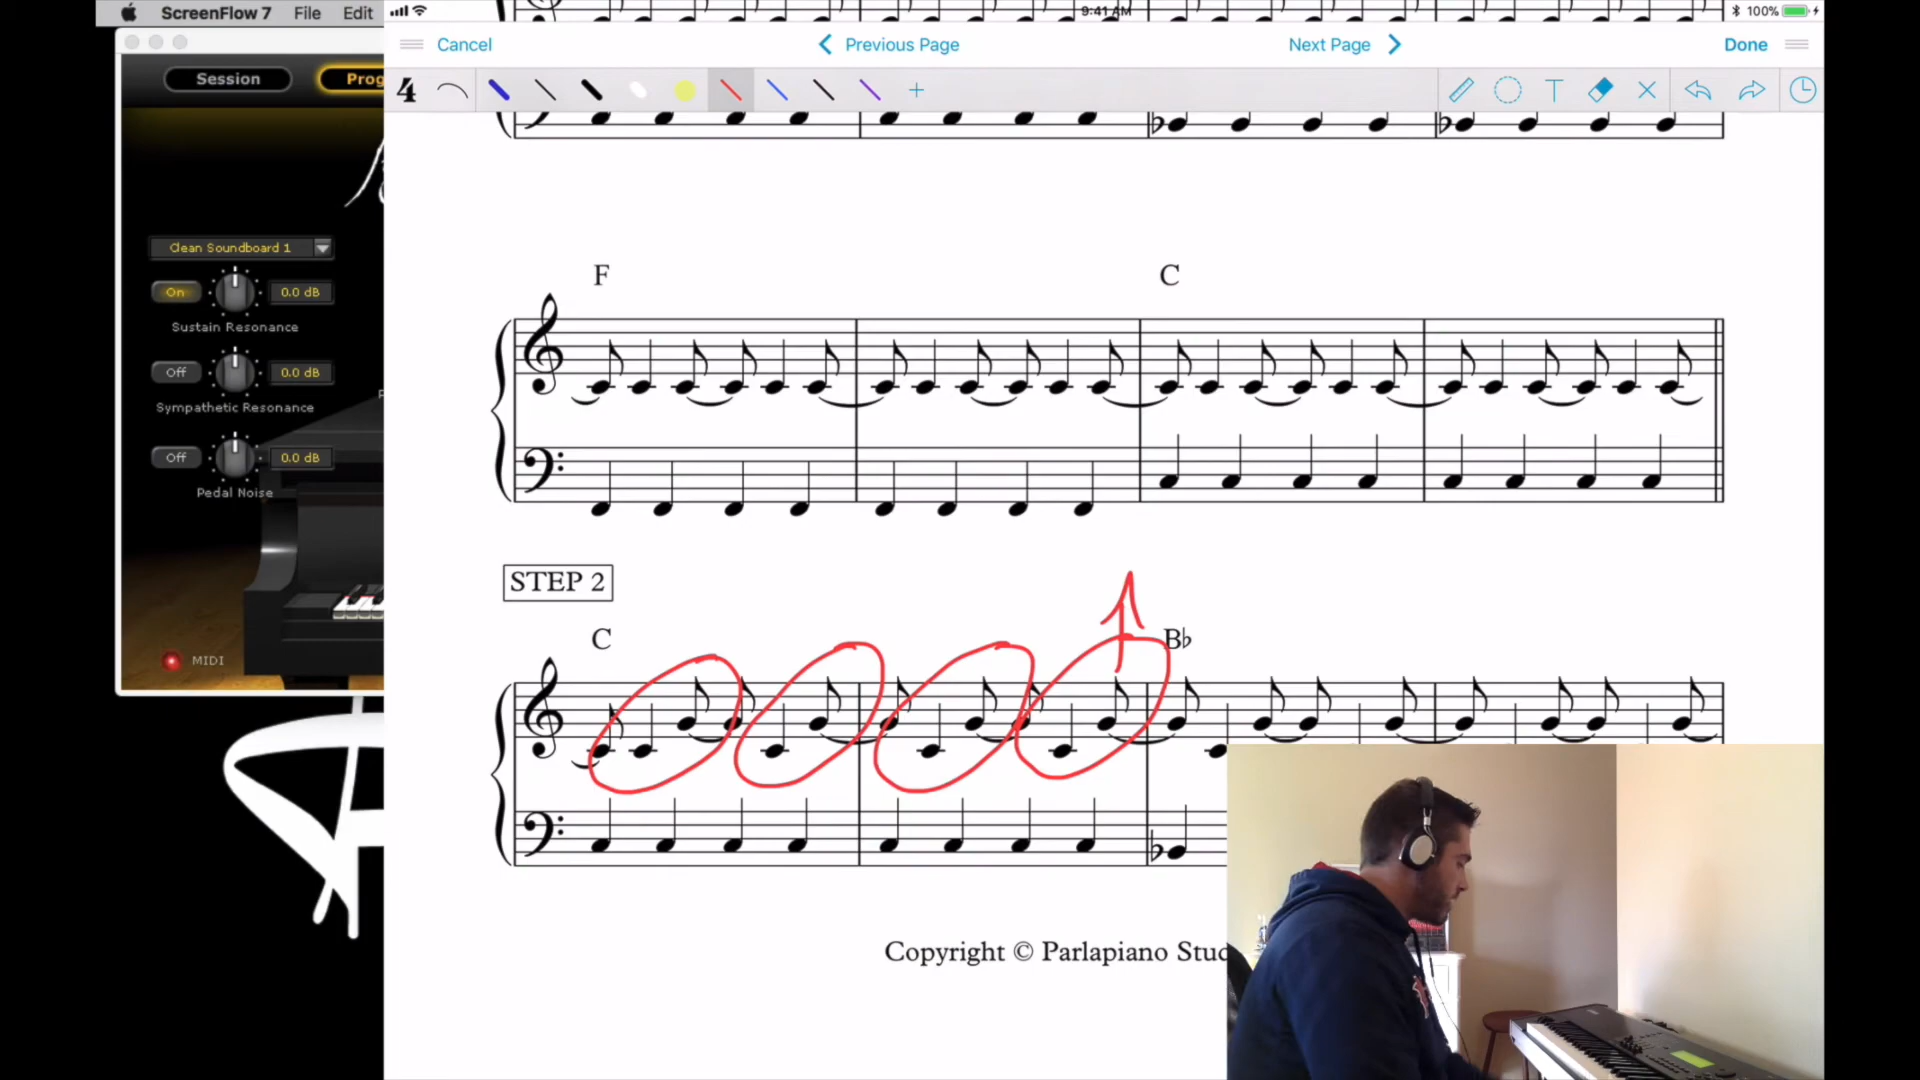 ScreenFlow 7 File Edit
9:41 AM
100%
Cancel
Previous Page
Next Page
Done
Session
4
T
Clean Soundboard 1
On
0.0 dB
Sustain Resonance
Off
0.0 dB
Sympathetic Resonance
Off
0.0 dB
Pedal Noise
MIDI
F C
STEP 2
C B♭
Copyright © Parlapiano